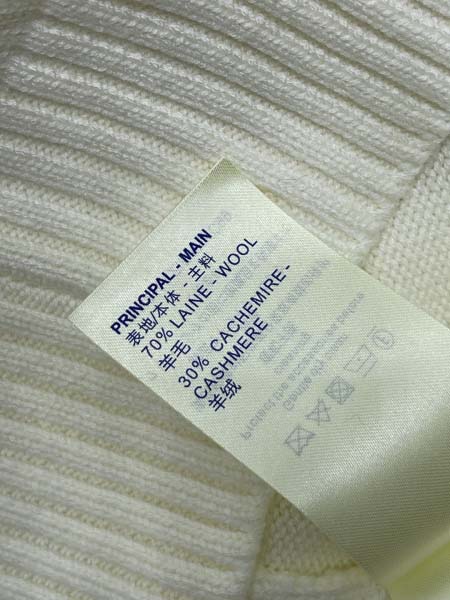 PRINCIPAL - MAIN
表地/本体 - 主料
70% LAINE - WOOL
羊毛
30% CACHEMIRE -
CASHMERE
羊绒